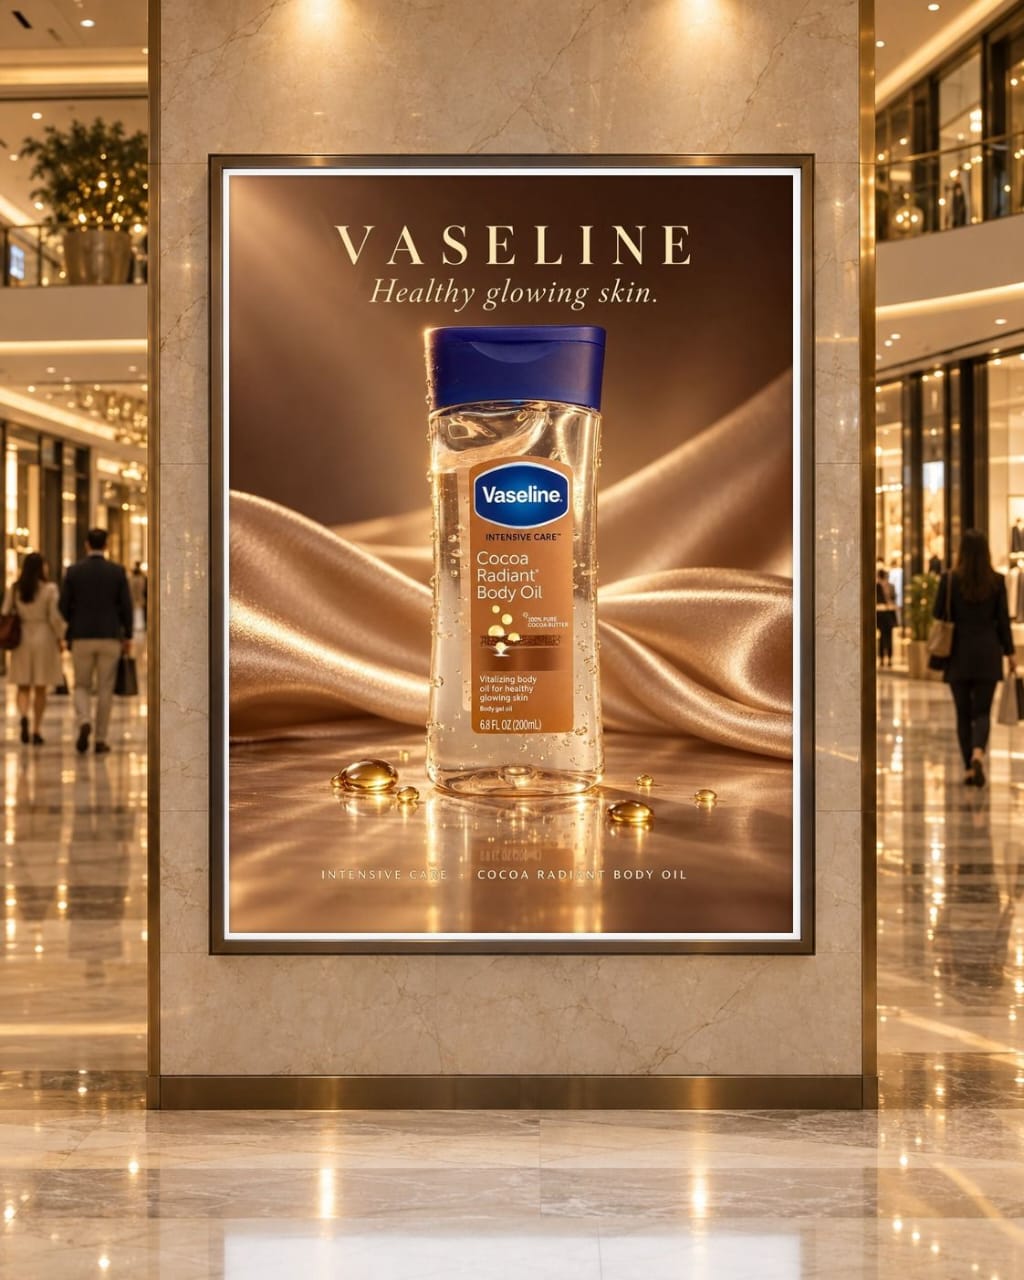 VASELINE
Healthy glowing skin.
Vaseline.
INTENSIVE CARE™
Cocoa
Radiant®
Body Oil
100% PURE
COCOA BUTTER
Vitalizing body
oil for healthy
glowing skin
Body gel oil
6.8 FL OZ (200mL)
INTENSIVE CARE · COCOA RADIANT BODY OIL